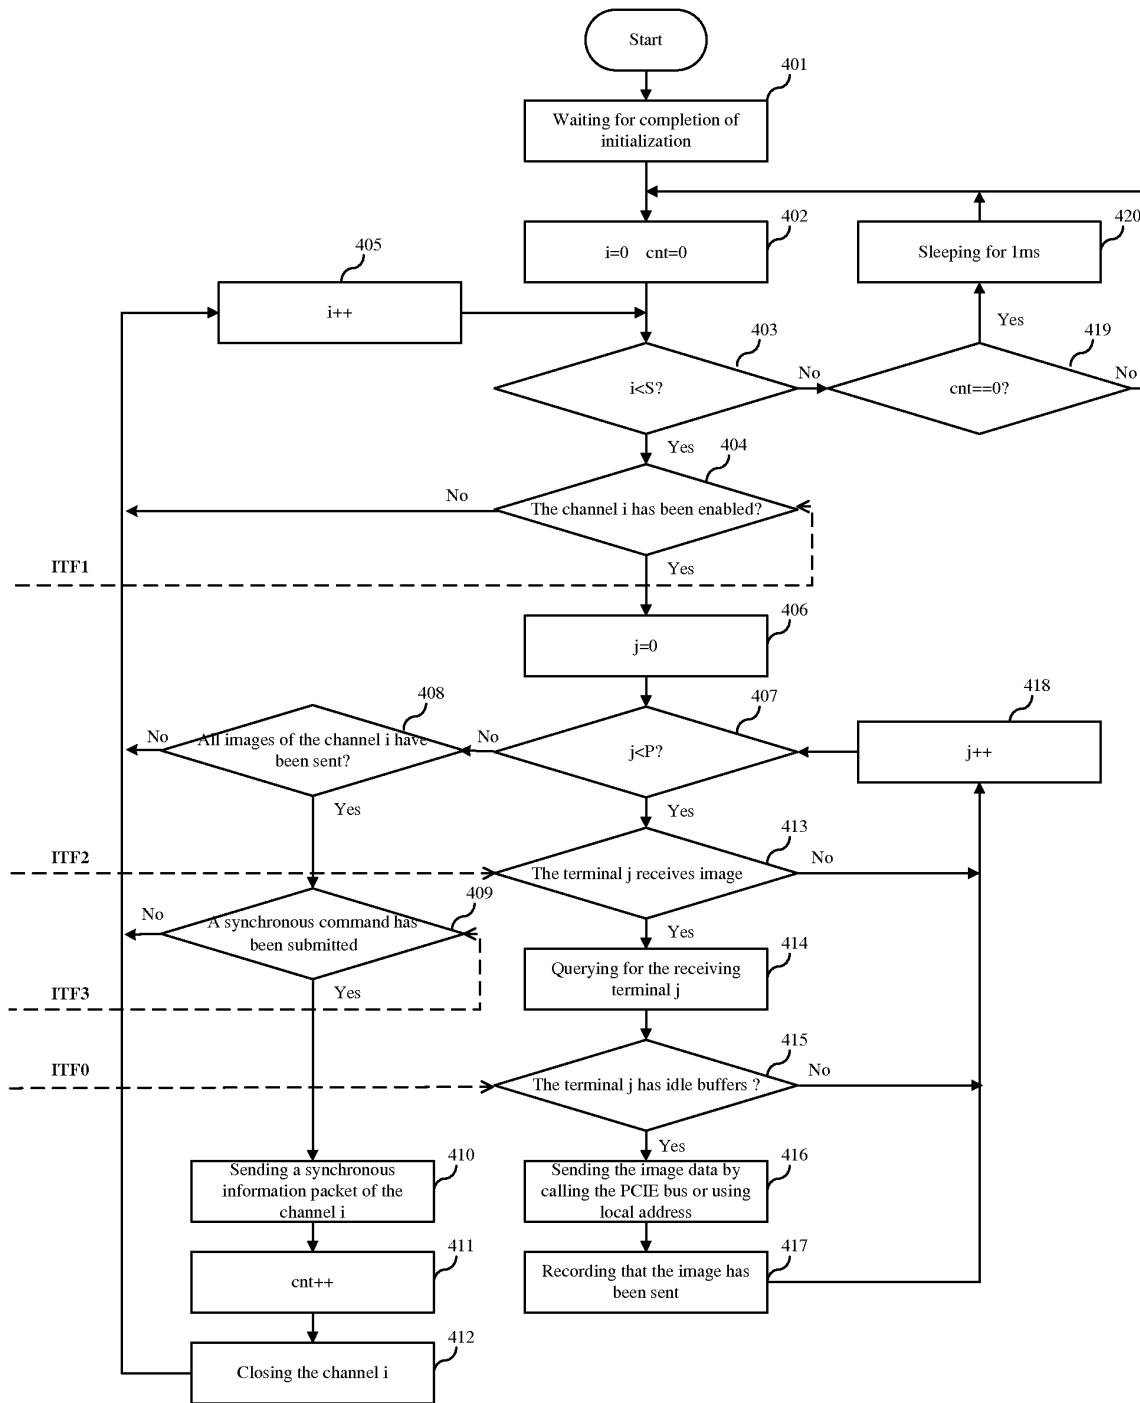 Start
401
Waiting for completion of
initialization
402
i=0 cnt=0
420
Sleeping for 1ms
405
i++
Yes
403
i<S?
No
419
cnt==0?
No
Yes
404
The channel i has been enabled?
No
ITF1
Yes
406
j=0
408
All images of the channel i have
been sent?
No
No
407
j<P?
418
j++
Yes
Yes
413
The terminal j receives image
No
ITF2
409
A synchronous command has
been submitted
No
Yes
414
Querying for the receiving
terminal j
ITF3
Yes
415
The terminal j has idle buffers ?
No
ITF0
Yes
410
Sending a synchronous
information packet of the
channel i
416
Sending the image data by
calling the PCIE bus or using
local address
411
cnt++
417
Recording that the image has
been sent
412
Closing the channel i